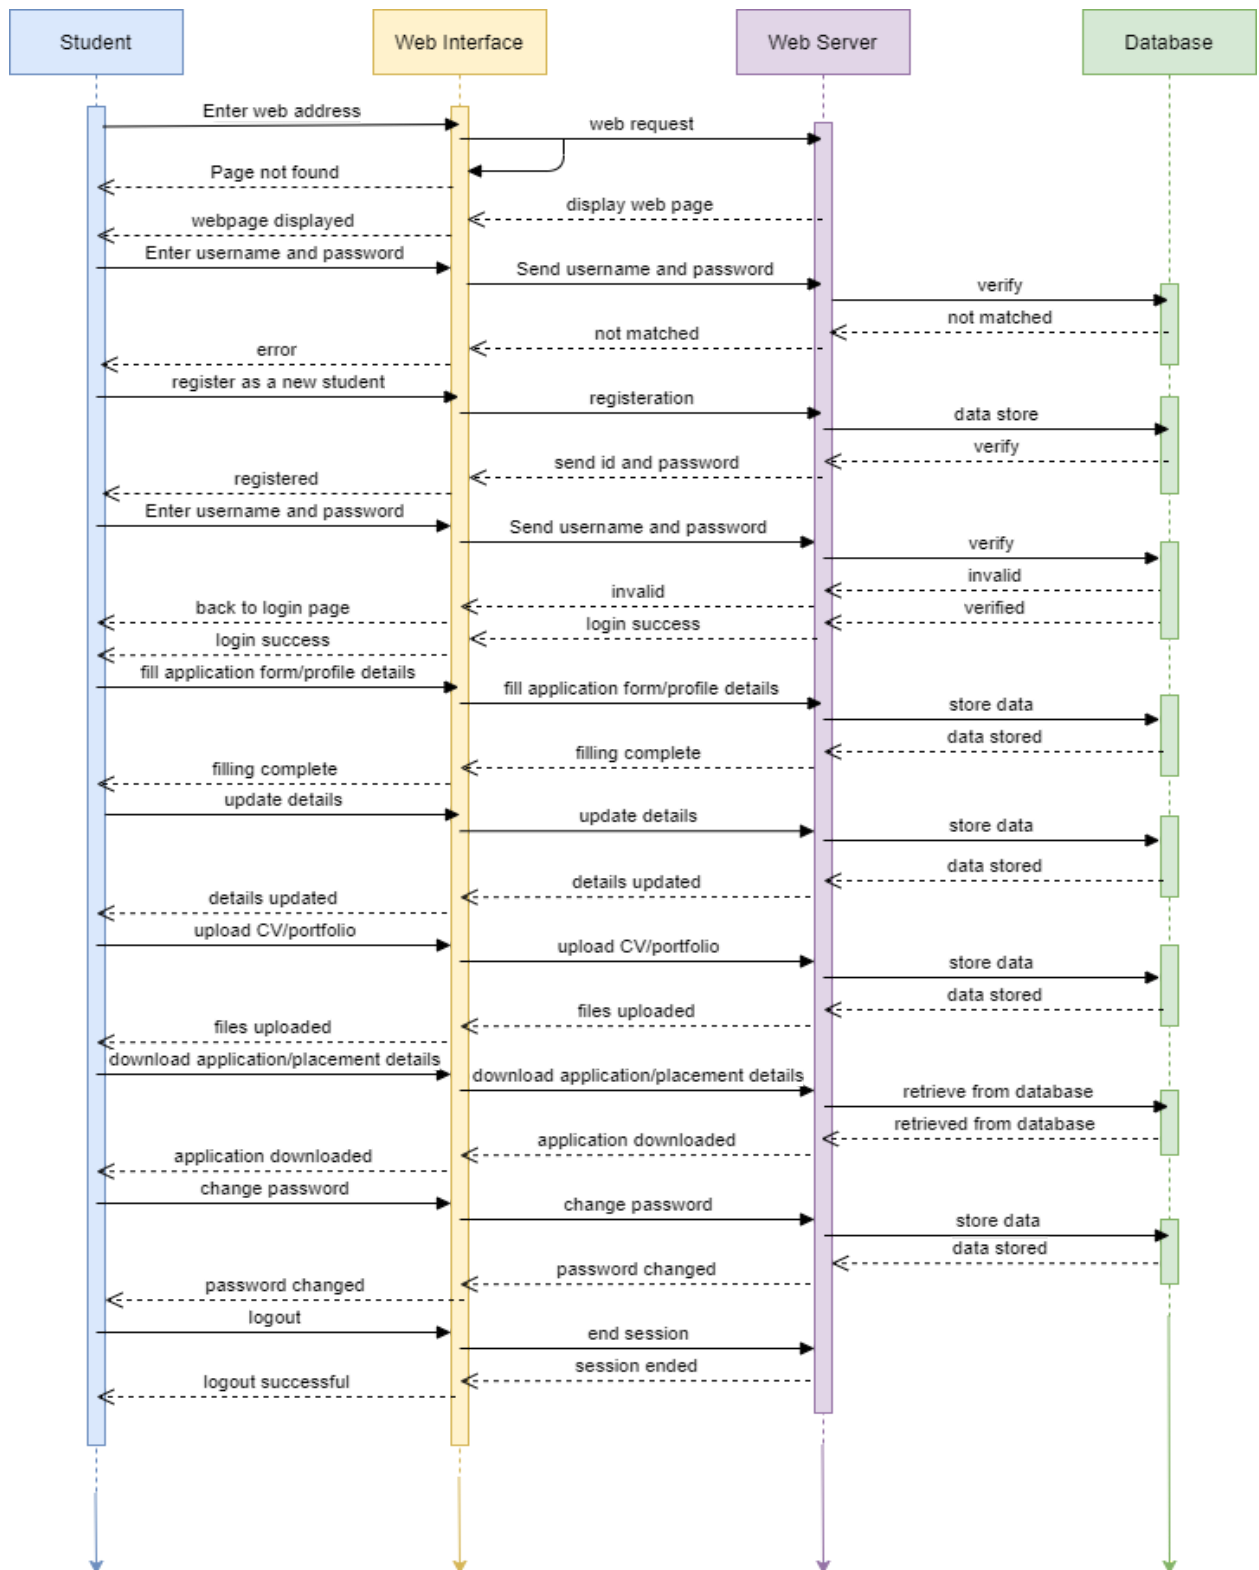 Student
Web Interface
Web Server
Database
Enter web address
web request
Page not found
display web page
webpage displayed
Enter username and password
Send username and password
verify
not matched
not matched
error
register as a new student
registeration
data store
verify
send id and password
registered
Enter username and password
Send username and password
verify
invalid
invalid
back to login page
verified
login success
login success
fill application form/profile details
fill application form/profile details
store data
data stored
filling complete
filling complete
update details
update details
store data
data stored
details updated
details updated
upload CV/portfolio
upload CV/portfolio
store data
data stored
files uploaded
files uploaded
download application/placement details
download application/placement details
retrieve from database
retrieved from database
application downloaded
application downloaded
change password
change password
store data
data stored
password changed
password changed
logout
end session
session ended
logout successful